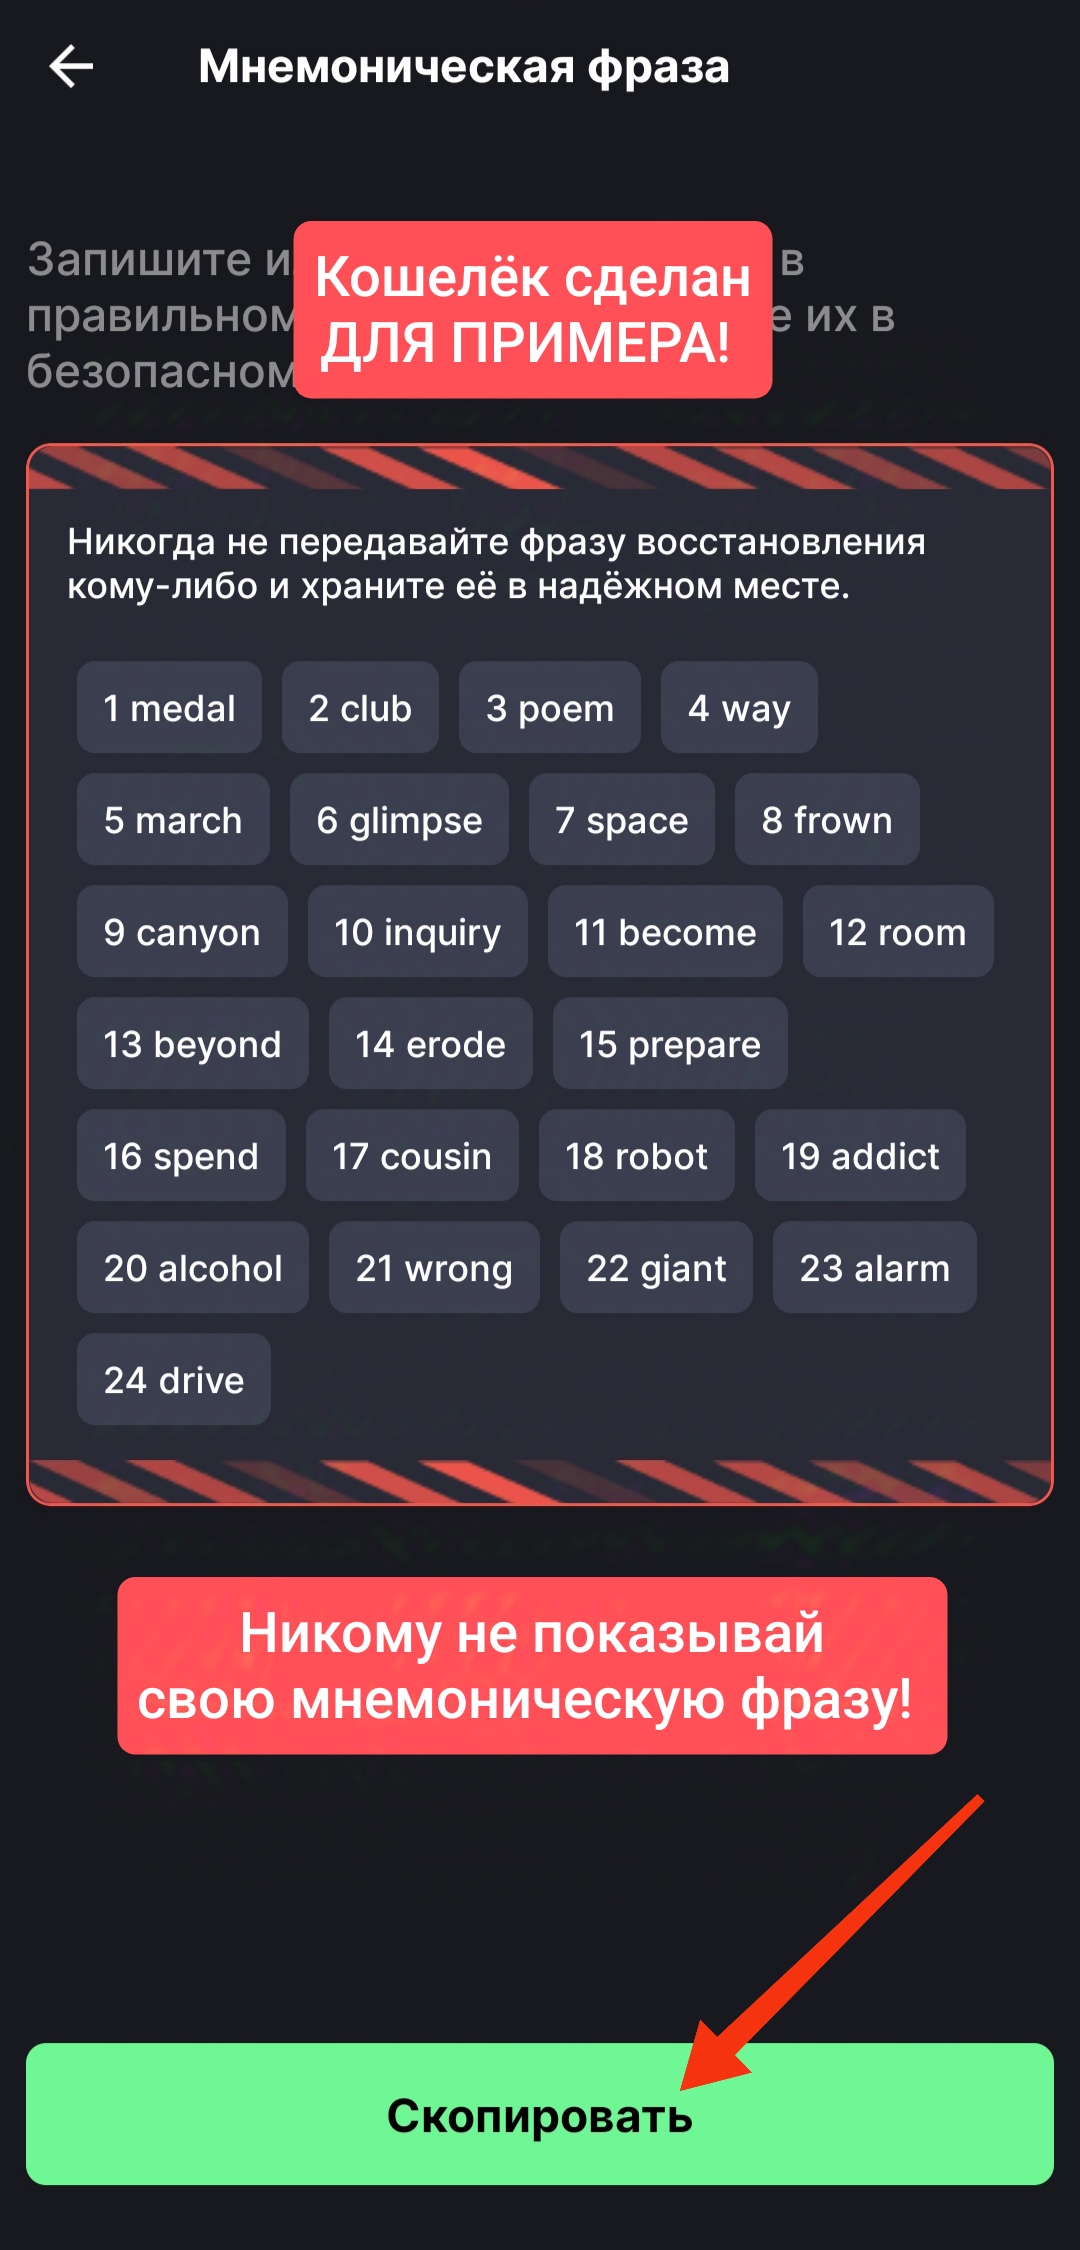 Мнемоническая фраза
Запишите и
в
Кошелёк сделан
правильном
е их в
ДЛЯ ПРИМЕРА!
безопасном
Никогда не передавайте фразу восстановления
кому-либо и храните её в надёжном месте.
1 medal 2 club 3 poem 4 way
5 march 6 glimpse 7 space 8 frown
9 canyon 10 inquiry 11 become 12 room
13 beyond 14 erode 15 prepare
16 spend 17 cousin 18 robot 19 addict
20 alcohol 21 wrong 22 giant 23 alarm
24 drive
Никому не показывай
свою мнемоническую фразу!
Скопировать